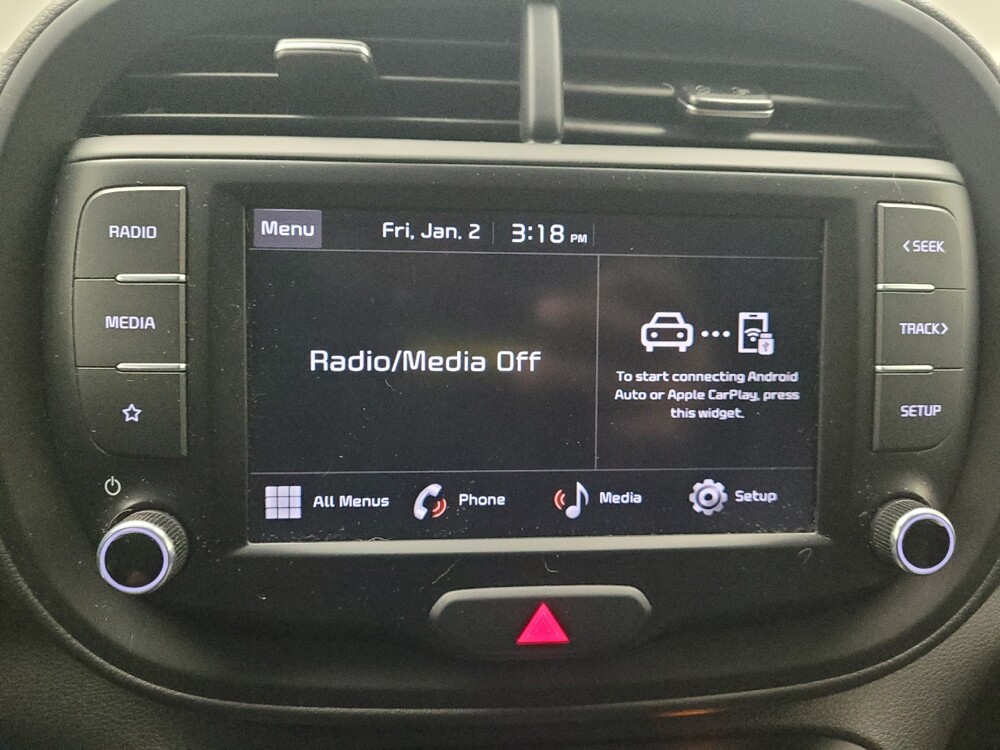 RADIO
MEDIA
Menu
Fri, Jan. 2
3:18 PM
Radio/Media Off
To start connecting Android
Auto or Apple CarPlay, press
this widget.
All Menus
Phone
Media
Setup
<SEEK
TRACK>
SETUP